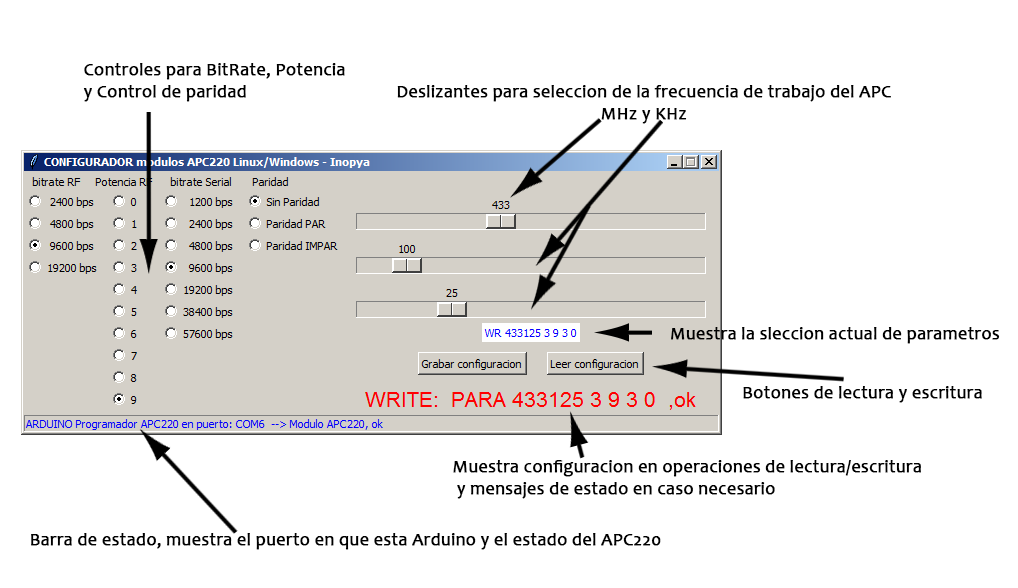 Controles para BitRate, Potencia
y Control de paridad
Deslizantes para seleccion de la frecuencia de trabajo del APC
MHz y KHz
CONFIGURADOR modulos APC220 Linux/Windows - Inopya
bitrate RF Potencia RF bitrate Serial Paridad
2400 bps 0 1200 bps Sin Paridad 433
4800 bps 1 2400 bps Paridad PAR
9600 bps 2 4800 bps Paridad IMPAR 100
19200 bps 3 9600 bps
4 19200 bps 25
5 38400 bps
6 57600 bps WR 433125 3 9 3 0 Muestra la sleccion actual de parametros
7 Grabar configuracion Leer configuracion
8
Botones de lectura y escritura
9 WRITE: PARA 433125 3 9 3 0 ,ok
ARDUINO Programador APC220 en puerto: COM6 --> Modulo APC220, ok
Muestra configuracion en operaciones de lectura/escritura
y mensajes de estado en caso necesario
Barra de estado, muestra el puerto en que esta Arduino y el estado del APC220